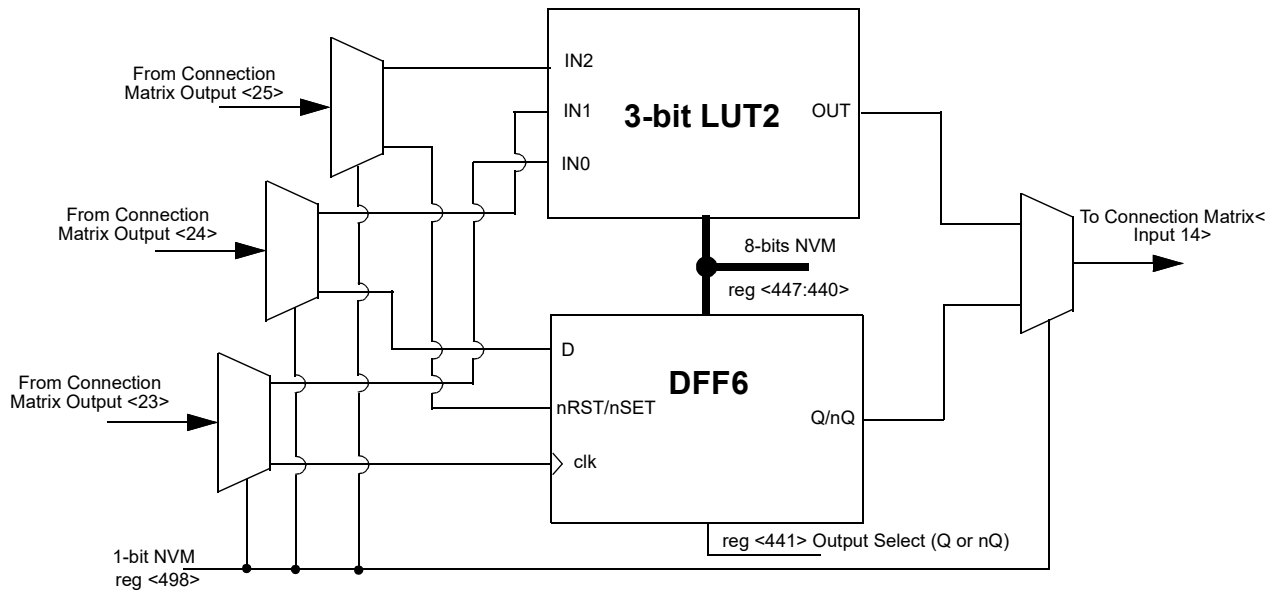 From Connection
Matrix Output <25>
IN2
IN1
IN0
3-bit LUT2
OUT
From Connection
Matrix Output <24>
To Connection Matrix<
Input 14>
8-bits NVM
reg <447:440>
From Connection
Matrix Output <23>
D
DFF6
nRST/nSET
Q/nQ
clk
reg <441> Output Select (Q or nQ)
1-bit NVM
reg <498>